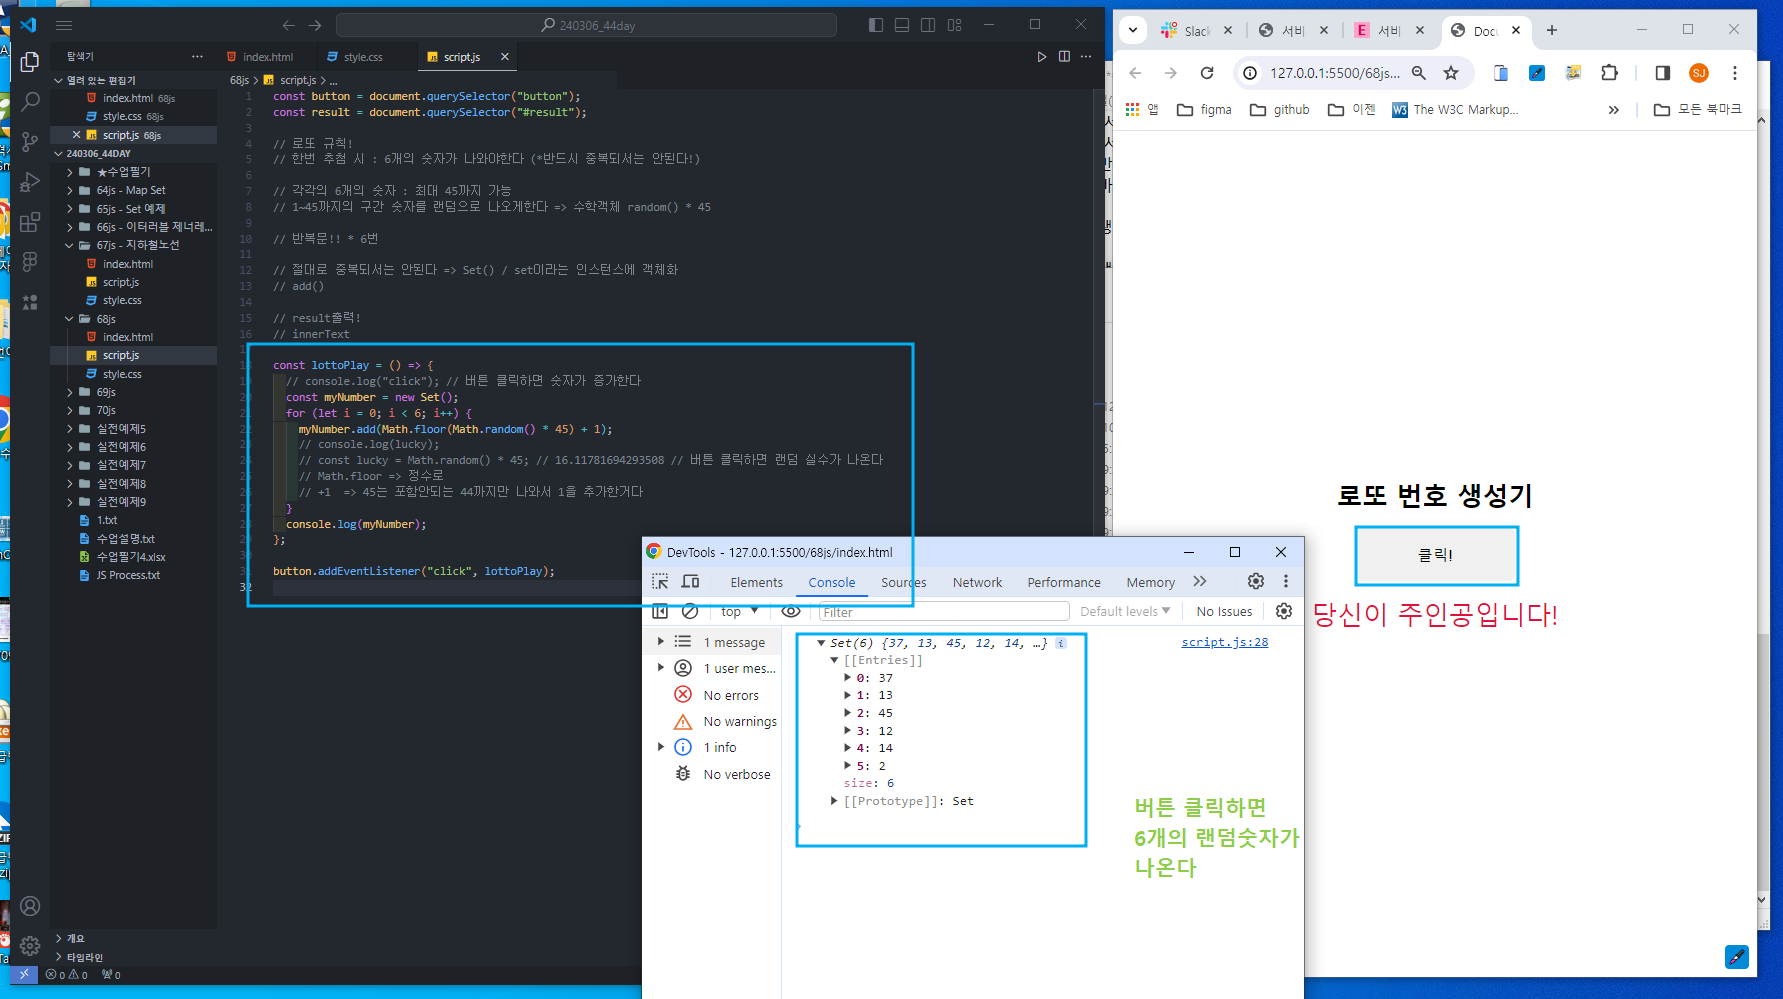 240306_44day
탐색기
열려 있는 편집기
index.html 68js
style.css 68js
script.js 68js
240306_44DAY
★수업필기
64js - Map Set
65js - Set 예제
66js - 이터러블 제너레...
67js - 지하철노선
index.html
script.js
style.css
68js
index.html
script.js
style.css
69js
70js
실전예제5
실전예제6
실전예제7
실전예제8
실전예제9
1.txt
수업설명.txt
수업필기4.xlsx
JS Process.txt
개요
타임라인
0 0 0
index.html
style.css
script.js
68js > script.js > ...
1 const button = document.querySelector("button");
2 const result = document.querySelector("#result");
3
4 // 로또 규칙!
5 // 한번 추첨 시 : 6개의 숫자가 나와야한다 (*반드시 중복되서는 안된다!)
6
7 // 각각의 6개의 숫자 : 최대 45까지 가능
8 // 1~45까지의 구간 숫자를 랜덤으로 나오게한다 => 수학객체 random() * 45
9
10 // 반복문!! * 6번
11
12 // 절대로 중복되서는 안된다 => Set() / set이라는 인스턴스에 객체화
13 // add()
14
15 // result출력!
16 // innerText
const lottoPlay = () => {
// console.log("click"); // 버튼 클릭하면 숫자가 증가한다
const myNumber = new Set();
for (let i = 0; i < 6; i++) {
myNumber.add(Math.floor(Math.random() * 45) + 1);
// console.log(lucky);
// const lucky = Math.random() * 45; // 16.11781694293508 // 버튼 클릭하면 랜덤 실수가 나온다
// Math.floor => 정수로
// +1 => 45는 포함안되는 44까지만 나와서 1을 추가한거다
}
console.log(myNumber);
};
button.addEventListener("click", lottoPlay);
32
DevTools - 127.0.0.1:5500/68js/index.html
Elements Console Sources Network Performance Memory
top Filter Default levels No Issues
1 message
1 user mes...
No errors
No warnings
1 info
No verbose
Set(6) {37, 13, 45, 12, 14, …} i
script.js:28
[[Entries]]
0: 37
1: 13
2: 45
3: 12
4: 14
5: 2
size: 6
[[Prototype]]: Set
버튼 클릭하면
6개의 랜덤숫자가
나온다
Slack
서비
E 서비
Docu
127.0.0.1:5500/68js...
SJ
앱 figma github 이젠 W3 The W3C Markup... 모든 북마크
로또 번호 생성기
클릭!
당신이 주인공입니다!